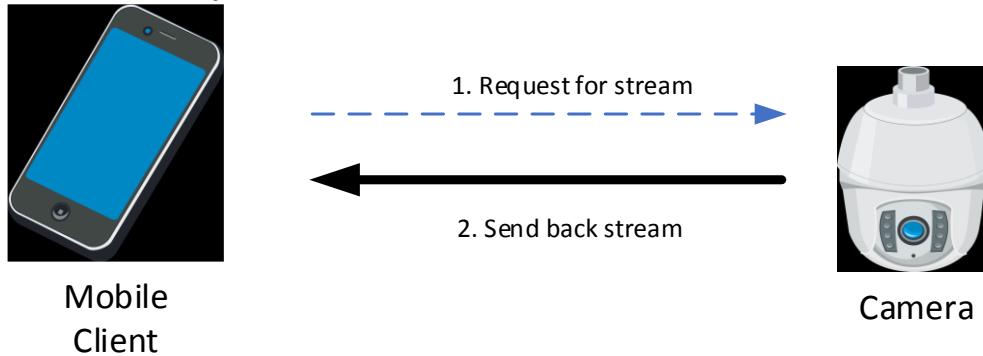 1. Request for stream
2. Send back stream
Mobile
Client
Camera